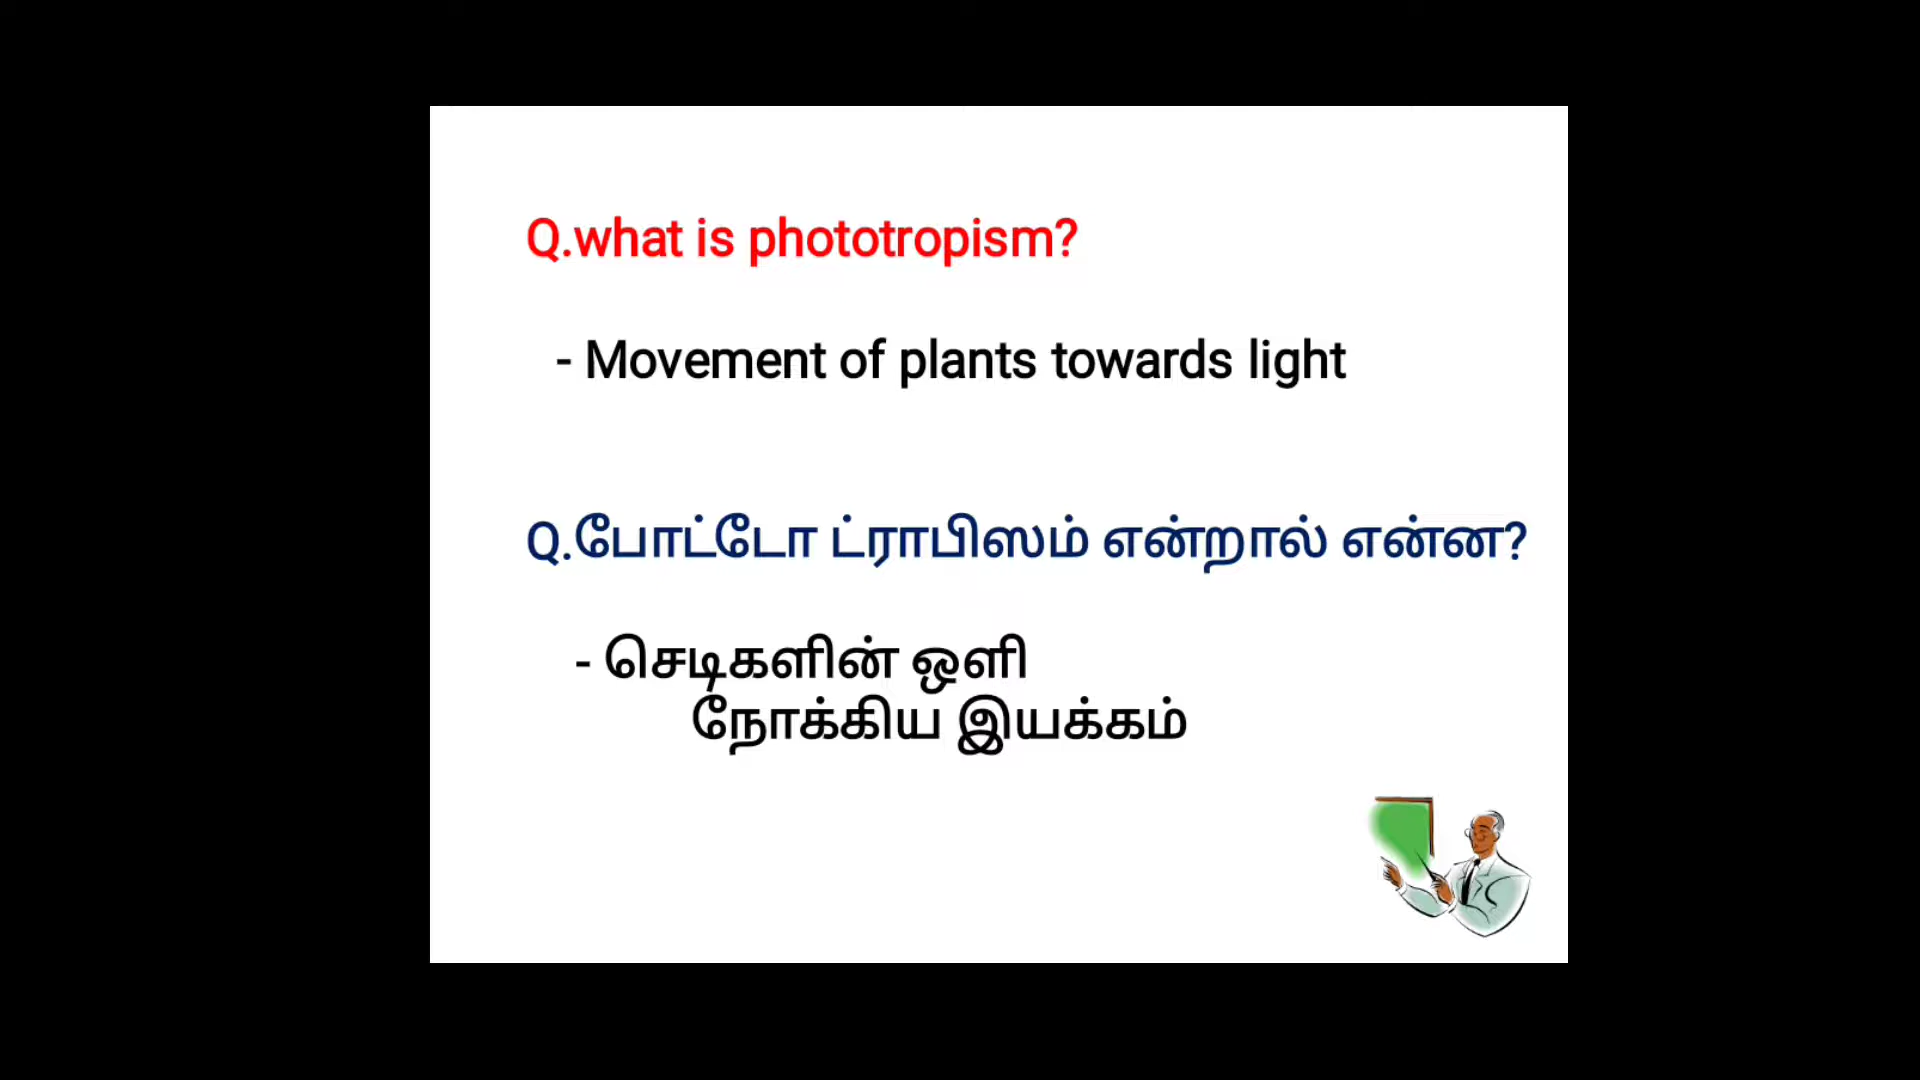 Q.what is phototropism?
- Movement of plants towards light
Q.போட்டோ ட்ராபிஸம் என்றால் என்ன?
- செடிகளின் ஒளி
நோக்கிய இயக்கம்